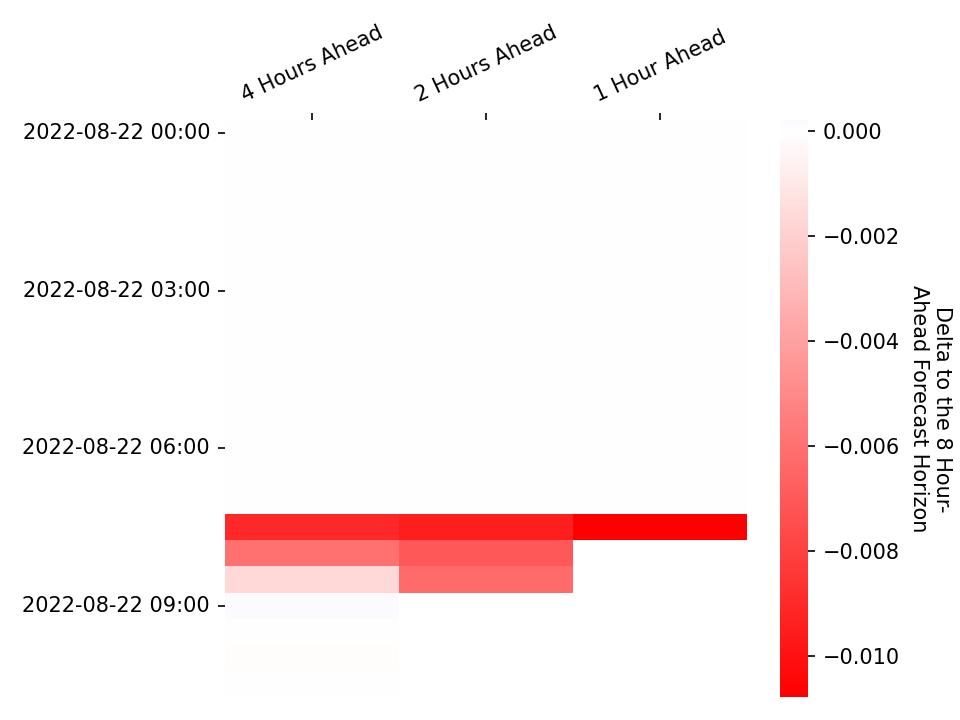 4 Hours Ahead
2 Hours Ahead
1 Hour Ahead
2022-08-22 00:00
2022-08-22 03:00
2022-08-22 06:00
2022-08-22 09:00
0.000
−0.002
−0.004
−0.006
−0.008
−0.010
Delta to the 8 Hour-
Ahead Forecast Horizon